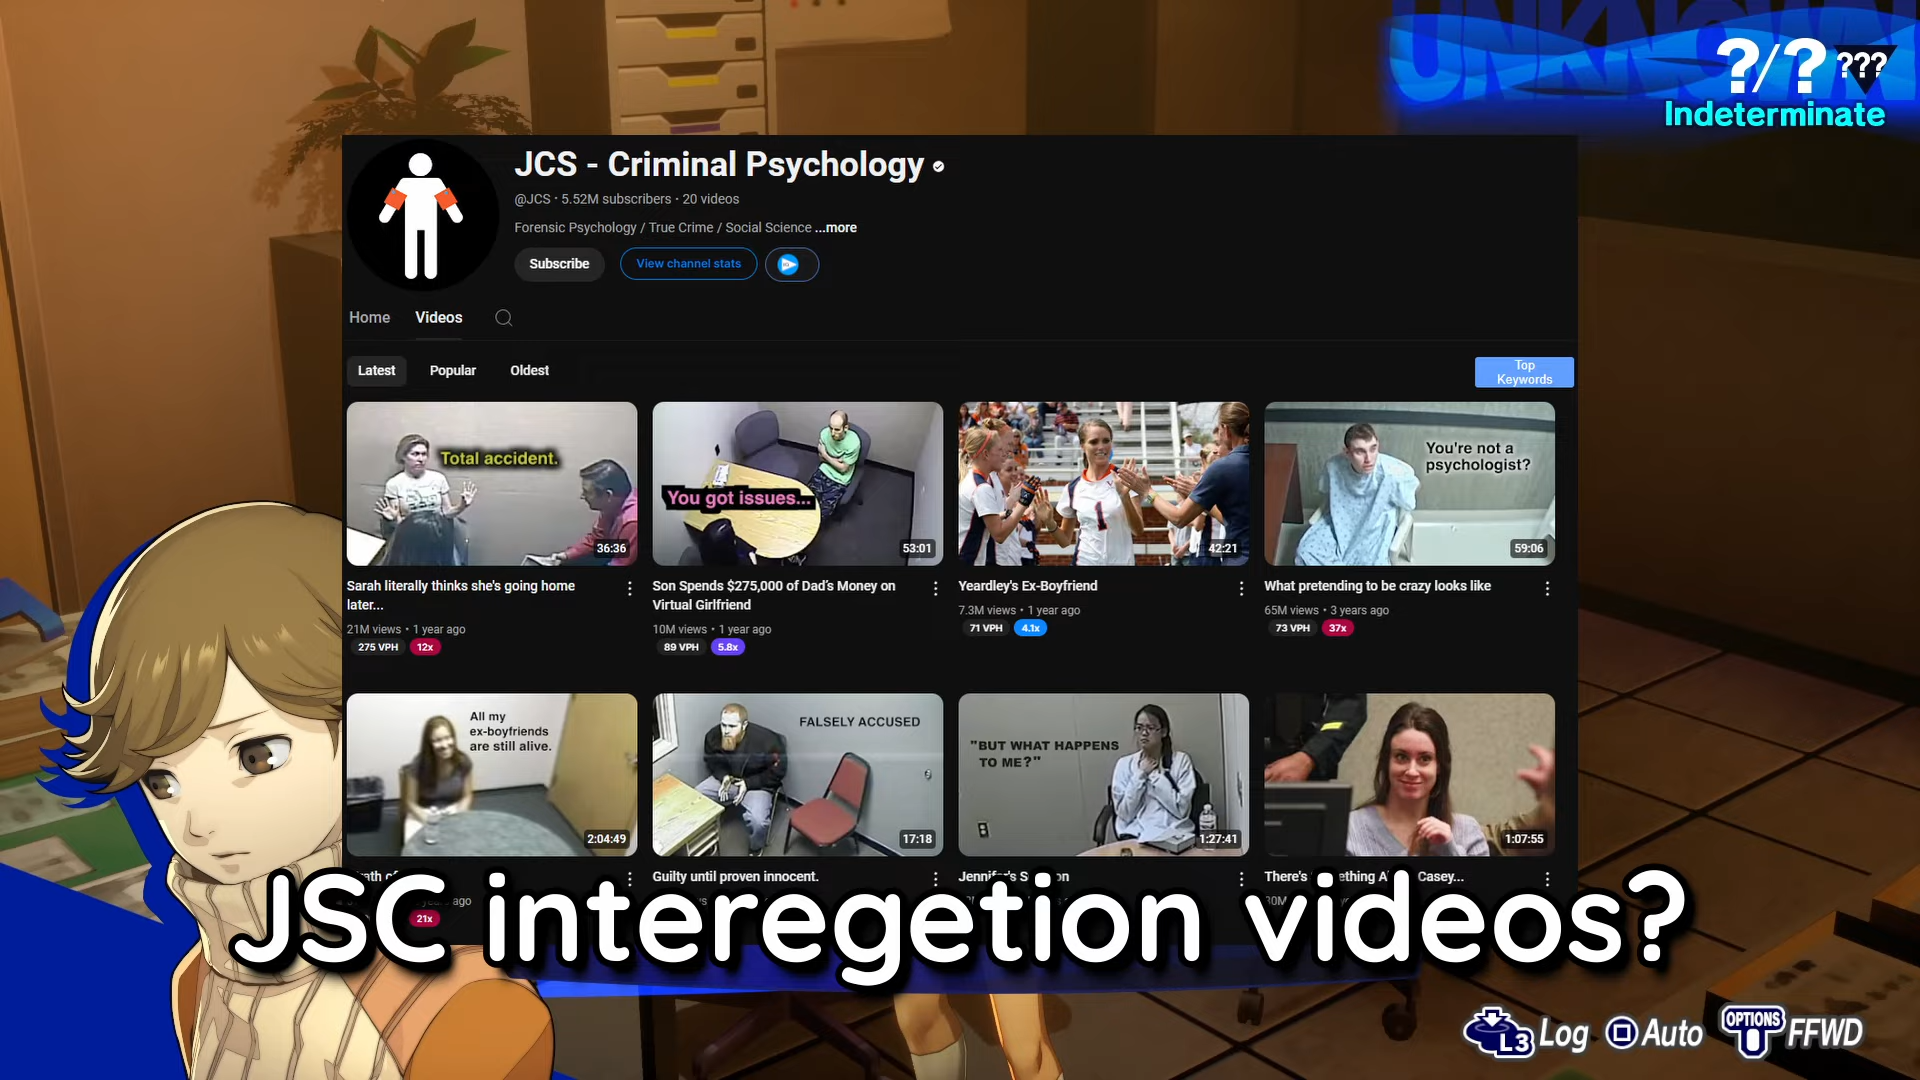 UNKNOWN
?/? ???
Indeterminate
JCS - Criminal Psychology
@JCS · 5.52M subscribers · 20 videos
Forensic Psychology / True Crime / Social Science ...more
Subscribe
View channel stats
Home
Videos
Latest
Popular
Oldest
Top
Keywords
Total accident.
36:36
You got issues...
53:01
1
42:21
You're not a
psychologist?
59:06
Sarah literally thinks she's going home
later...
21M views • 1 year ago
275 VPH
12x
Son Spends $275,000 of Dad's Money on
Virtual Girlfriend
10M views • 1 year ago
89 VPH
5.8x
Yeardley's Ex-Boyfriend
7.3M views • 1 year ago
71 VPH
4.1x
What pretending to be crazy looks like
65M views • 3 years ago
73 VPH
37x
All my
ex-boyfriends
are still alive.
2:04:49
FALSELY ACCUSED
17:18
"BUT WHAT HAPPENS
TO ME?"
1:27:41
1:07:55
Guilty until proven innocent.
Jennifer's
There's
Casey...
ago
21x
JSC interegetion videos?
L3 Log
Auto
OPTIONS FFWD